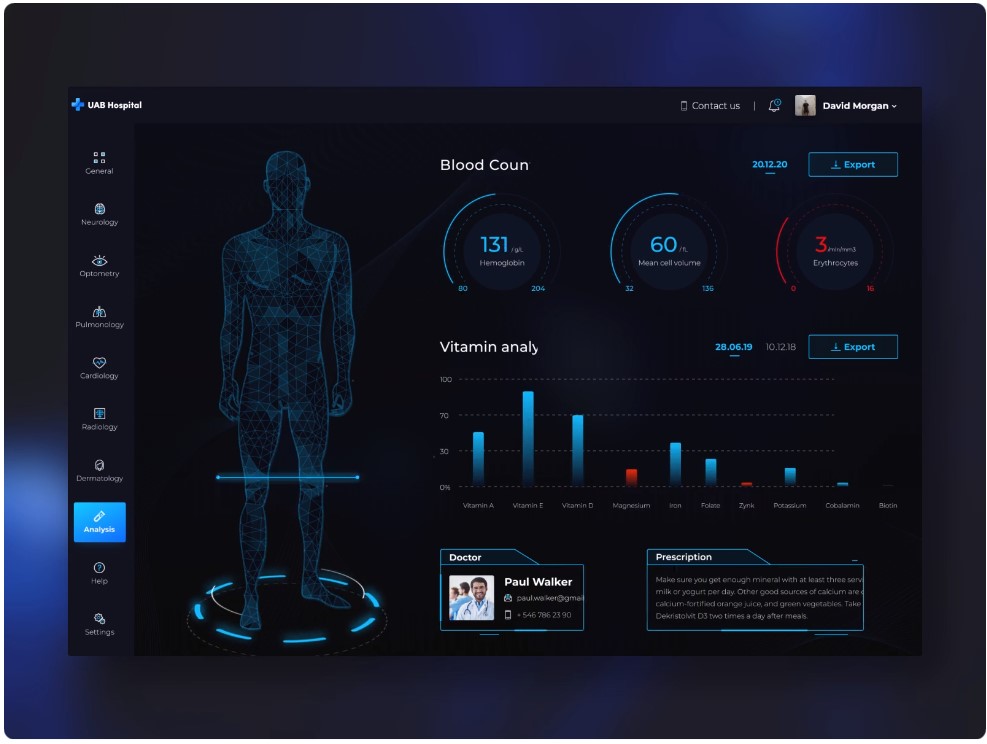 UAB Hospital
Contact us | David Morgan
General
Neurology
Optometry
Pulmonology
Cardiology
Radiology
Dermatology
Analysis
Help
Settings
Blood Coun
20.12.20
Export
131 /g/L
Hemoglobin
80 204
60 /fL
Mean cell volume
32 136
3 /mln/mm3
Erythrocytes
0 16
Vitamin analy
28.06.19 10.12.18
Export
100
70
30
0%
Vitamin A Vitamin E Vitamin D Magnesium Iron Folate Zynk Potassium Cobalamin Biotin
Doctor
Paul Walker
paul.walker@gmail
+ 546 786 23 90
Prescription
Make sure you get enough mineral with at least three serv
milk or yogurt per day. Other good sources of calcium are
calcium-fortified orange juice, and green vegetables. Take
Dekristolvit D3 two times a day after meals.